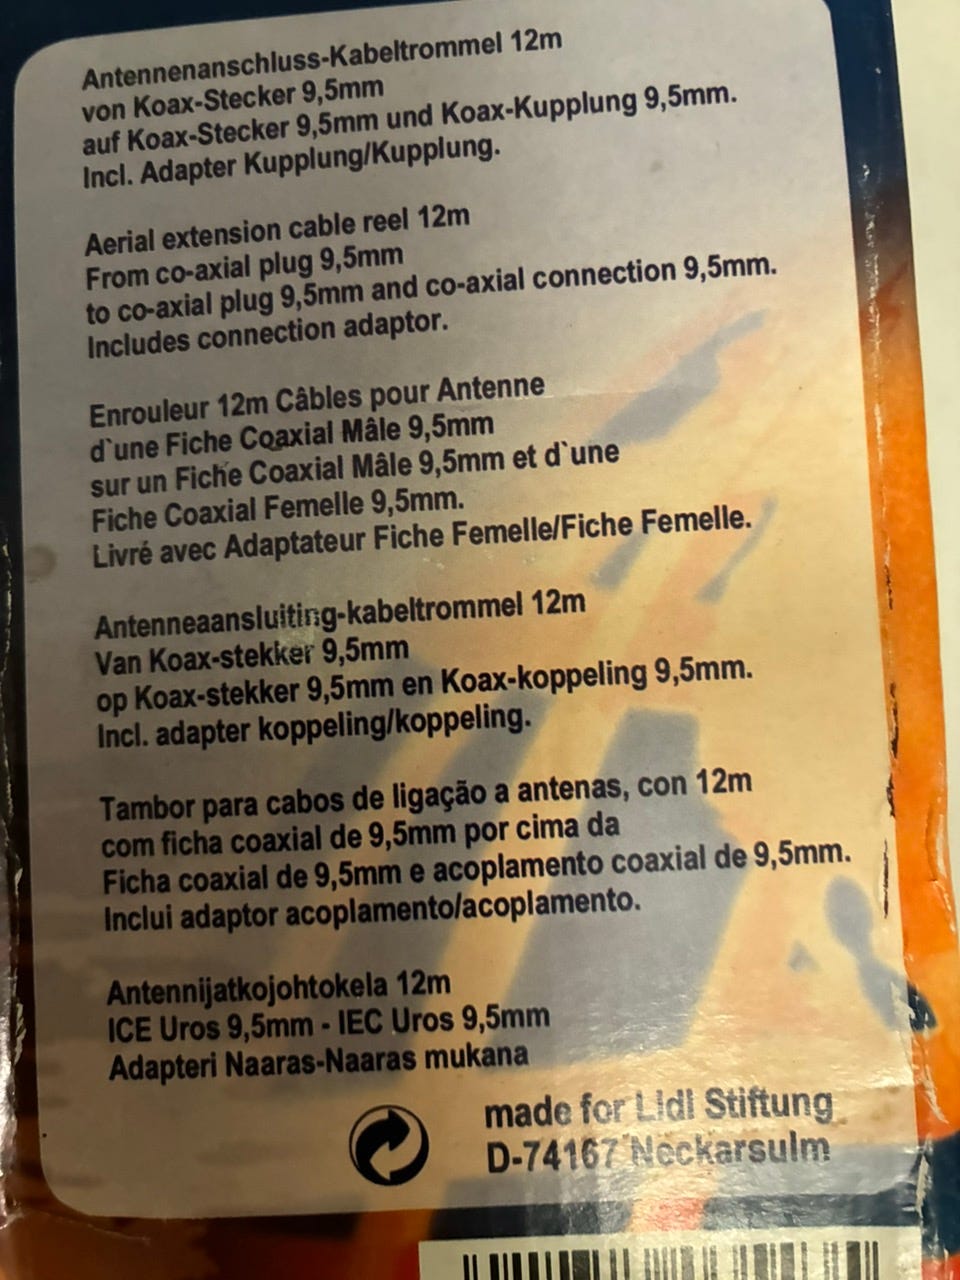 Antennenanschluss-Kabeltrommel 12m
von Koax-Stecker 9,5mm
auf Koax-Stecker 9,5mm und Koax-Kupplung 9,5mm.
Incl. Adapter Kupplung/Kupplung.
Aerial extension cable reel 12m
From co-axial plug 9,5mm
to co-axial plug 9,5mm and co-axial connection 9,5mm.
Includes connection adaptor.
Enrouleur 12m Câbles pour Antenne
d`une Fiche Coaxial Mâle 9,5mm
sur un Fiche Coaxial Mâle 9,5mm et d`une
Fiche Coaxial Femelle 9,5mm.
Livré avec Adaptateur Fiche Femelle/Fiche Femelle.
Antenneaansluiting-kabeltrommel 12m
Van Koax-stekker 9,5mm
op Koax-stekker 9,5mm en Koax-koppeling 9,5mm.
Incl. adapter koppeling/koppeling.
Tambor para cabos de ligação a antenas, con 12m
com ficha coaxial de 9,5mm por cima da
Ficha coaxial de 9,5mm e acoplamento coaxial de 9,5mm.
Inclui adaptor acoplamento/acoplamento.
Antennijatkojohtokela 12m
ICE Uros 9,5mm - IEC Uros 9,5mm
Adapteri Naaras-Naaras mukana
made for Lidl Stiftung
D-74167 Neckarsulm